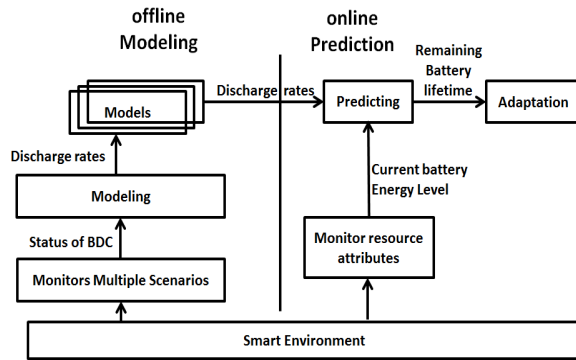 offline
Modeling
online
Prediction
Models
Discharge rates
Predicting
Remaining
Battery
lifetime
Adaptation
Discharge rates
Modeling
Current battery
Energy Level
Status of BDC
Monitors Multiple Scenarios
Monitor resource
attributes
Smart Environment